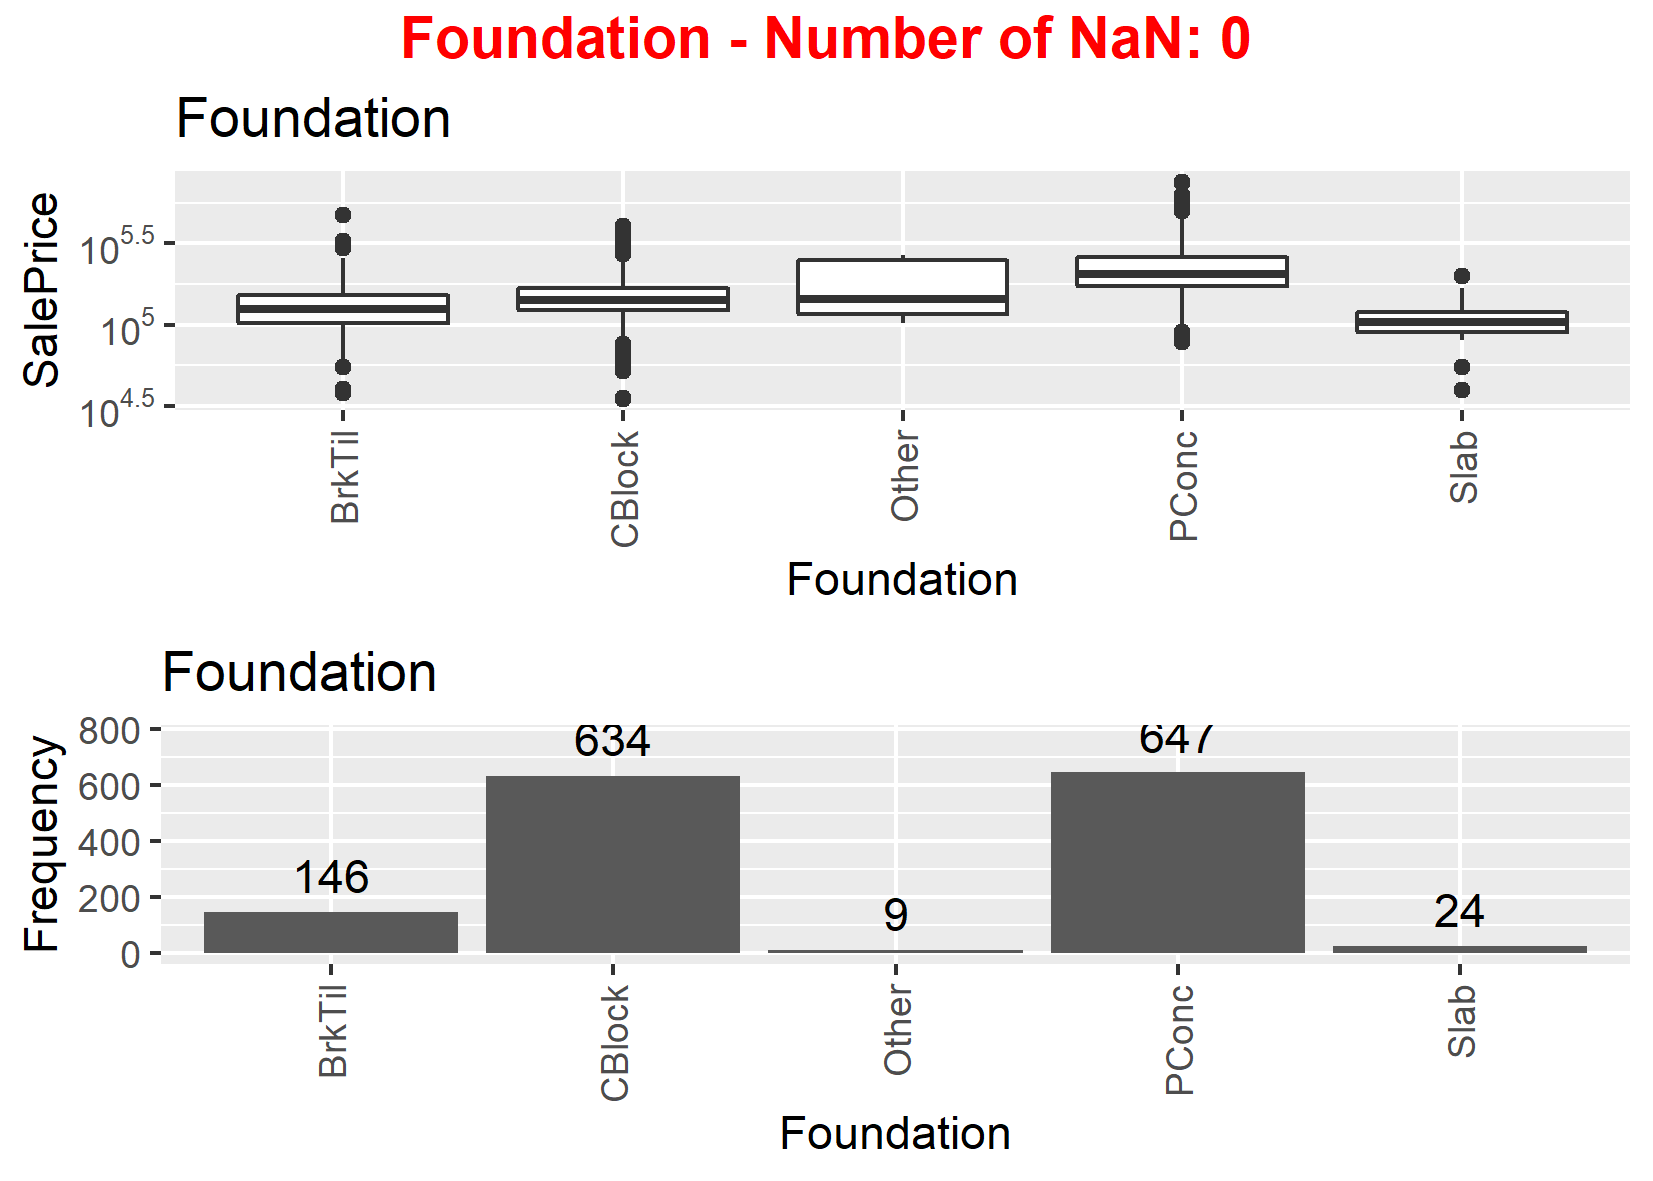 Foundation - Number of NaN: 0
Foundation
SalePrice
10^5.5
10^5
10^4.5
BrkTil
CBlock
Other
PConc
Slab
Foundation
Foundation
Frequency
800
600
400
200
0
146
634
9
647
24
BrkTil
CBlock
Other
PConc
Slab
Foundation